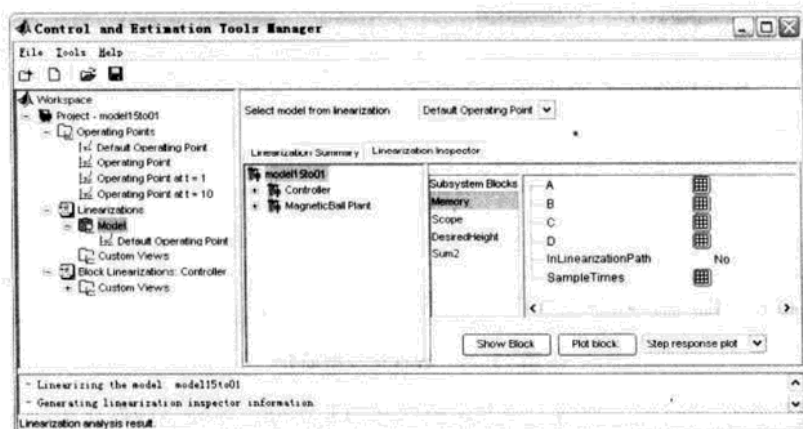 Control and Estimation Tools Manager
File Tools Help
Workspace
Project - model15to01
Operating Points
Default Operating Point
Operating Point
Operating Point at t = 1
Operating Point at t = 10
Linearizations
Model
Default Operating Point
Custom Views
Block Linearizations: Controller
Custom Views
Select model from linearization Default Operating Point
Linearization Summary Linearization Inspector
model15to01
Controller
MagneticBall Plant
Subsystem Blocks
Memory
Scope
DesiredHeight
Sum2
A
B
C
D
InLinearizationPath No
SampleTimes
Show Block Plot block: Step response plot
- Linearizing the model: model15to01
- Generating linearization inspector information
Linearization analysis result.